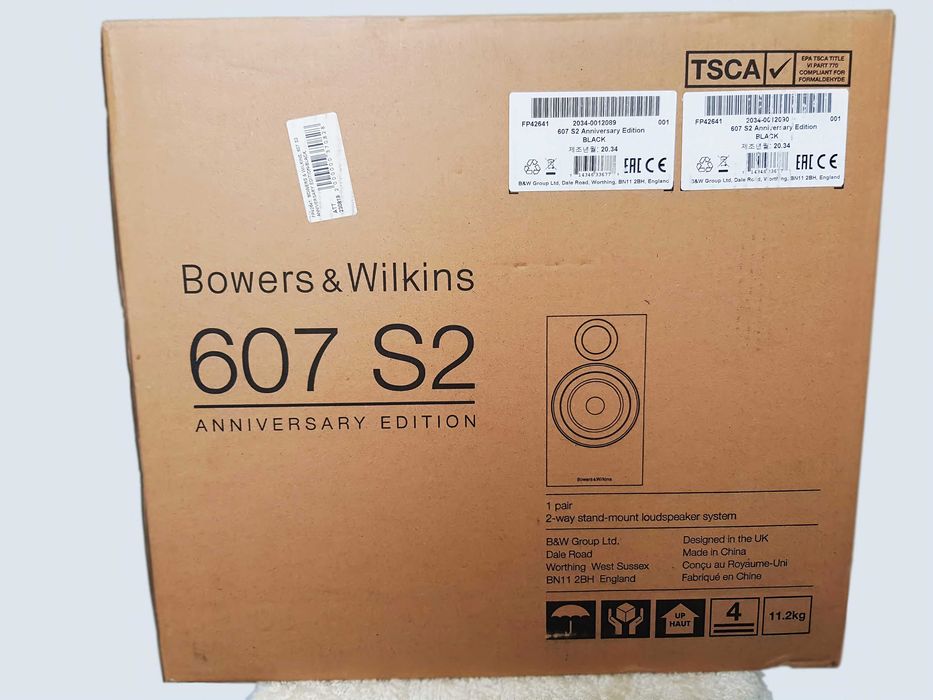 TSCA
EPA TSCA TITLE
VI PART 770
COMPLIANT FOR
FORMALDEHYDE
FP42641 2034-0012089 001
607 S2 Anniversary Edition
BLACK
제조년월: 20.34
EAC CE
B&W Group Ltd, Dale Road, Worthing, BN11 2BH, England
FP42641 2034-0012090 001
607 S2 Anniversary Edition
BLACK
제조년월: 20.34
EAC CE
B&W Group Ltd, Dale Road, Worthing, BN11 2BH, England
ATT
Bowers & Wilkins
607 S2
ANNIVERSARY EDITION
Bowers & Wilkins
1 pair
2-way stand-mount loudspeaker system
B&W Group Ltd,
Dale Road
Worthing West Sussex
BN11 2BH England
Designed in the UK
Made in China
Conçu au Royaume-Uni
Fabriqué en Chine
UP
HAUT
4
11.2kg